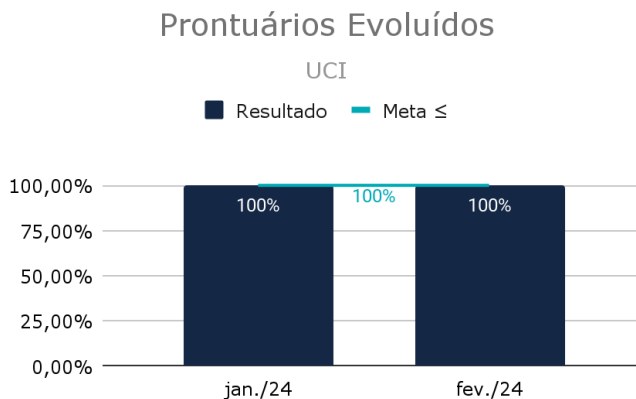 Prontuários Evoluídos
UCI
Resultado Meta ≤
100,00%
100% 100% 100%
75,00%
50,00%
25,00%
0,00%
jan./24 fev./24